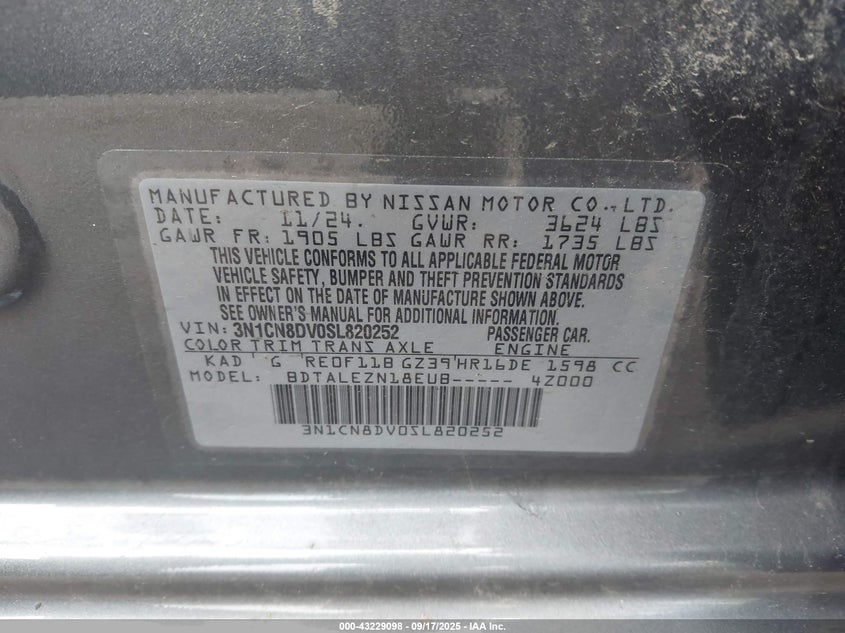 MANUFACTURED BY NISSAN MOTOR CO.,LTD.
DATE: 11/24. GVWR: 3624 LBS
GAWR FR: 1905 LBS GAWR RR: 1735 LBS
THIS VEHICLE CONFORMS TO ALL APPLICABLE FEDERAL MOTOR
VEHICLE SAFETY, BUMPER AND THEFT PREVENTION STANDARDS
IN EFFECT ON THE DATE OF MANUFACTURE SHOWN ABOVE.
SEE OWNER'S MANUAL FOR ADDITIONAL INFORMATION
VIN: 3N1CN8DV0SL820252 PASSENGER CAR.
COLOR TRIM TRANS AXLE ENGINE
KAD G RE0F11B GZ39 HR16DE 1598 CC
MODEL: BDTALEZN18EU8----- 4Z000
3N1CN8DV0SL820252
000-43229098 - 09/17/2025 - IAA Inc.